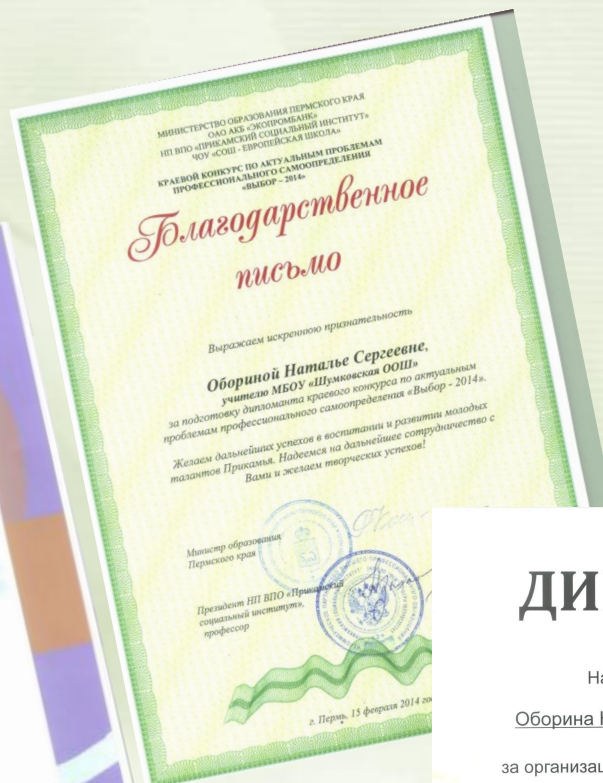 МИНИСТЕРСТВО ОБРАЗОВАНИЯ ПЕРМСКОГО КРАЯ
ОАО АКБ «ЭКОПРОМБАНК»
НП ВПО «ПРИКАМСКИЙ СОЦИАЛЬНЫЙ ИНСТИТУТ»
ЧОУ «СОШ - ЕВРОПЕЙСКАЯ ШКОЛА»
КРАЕВОЙ КОНКУРС ПО АКТУАЛЬНЫМ ПРОБЛЕМАМ
ПРОФЕССИОНАЛЬНОГО САМООПРЕДЕЛЕНИЯ
«ВЫБОР – 2014»
Благодарственное
письмо
Выражаем искреннюю признательность
Обориной Наталье Сергеевне,
учителю МБОУ «Шумковская ООШ»
за подготовку дипломанта краевого конкурса по актуальным
проблемам профессионального самоопределения «Выбор - 2014».
Желаем дальнейших успехов в воспитании и развитии молодых
талантов Прикамья. Надеемся на дальнейшее сотрудничество с
Вами и желаем творческих успехов!
Министр образования
Пермского края
Президент НП ВПО «Прикамский
социальный институт»,
профессор
г. Пермь, 15 февраля 2014 го
ДИ
На
Оборина Н
за организац